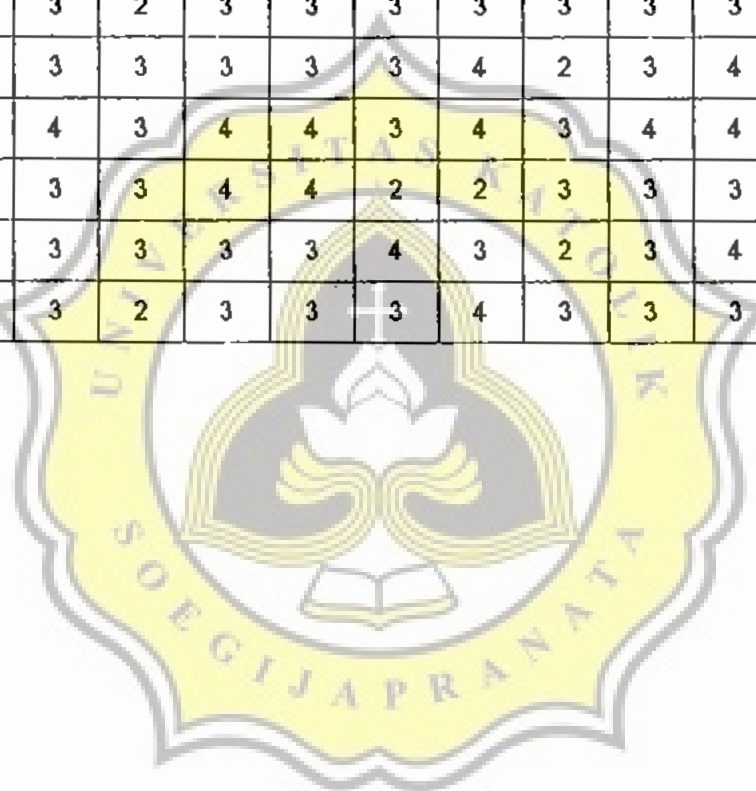 3 2 3 3 3 3 3 3 3
3 3 3 3 3 4 2 3 4
4 3 4 4 3 4 3 4 4
3 3 4 4 2 2 3 3 3
3 3 3 3 4 3 2 3 4
3 2 3 3 3 4 3 3 3
UNIVERSITAS KATOLIK
SOEGIJAPRANATA